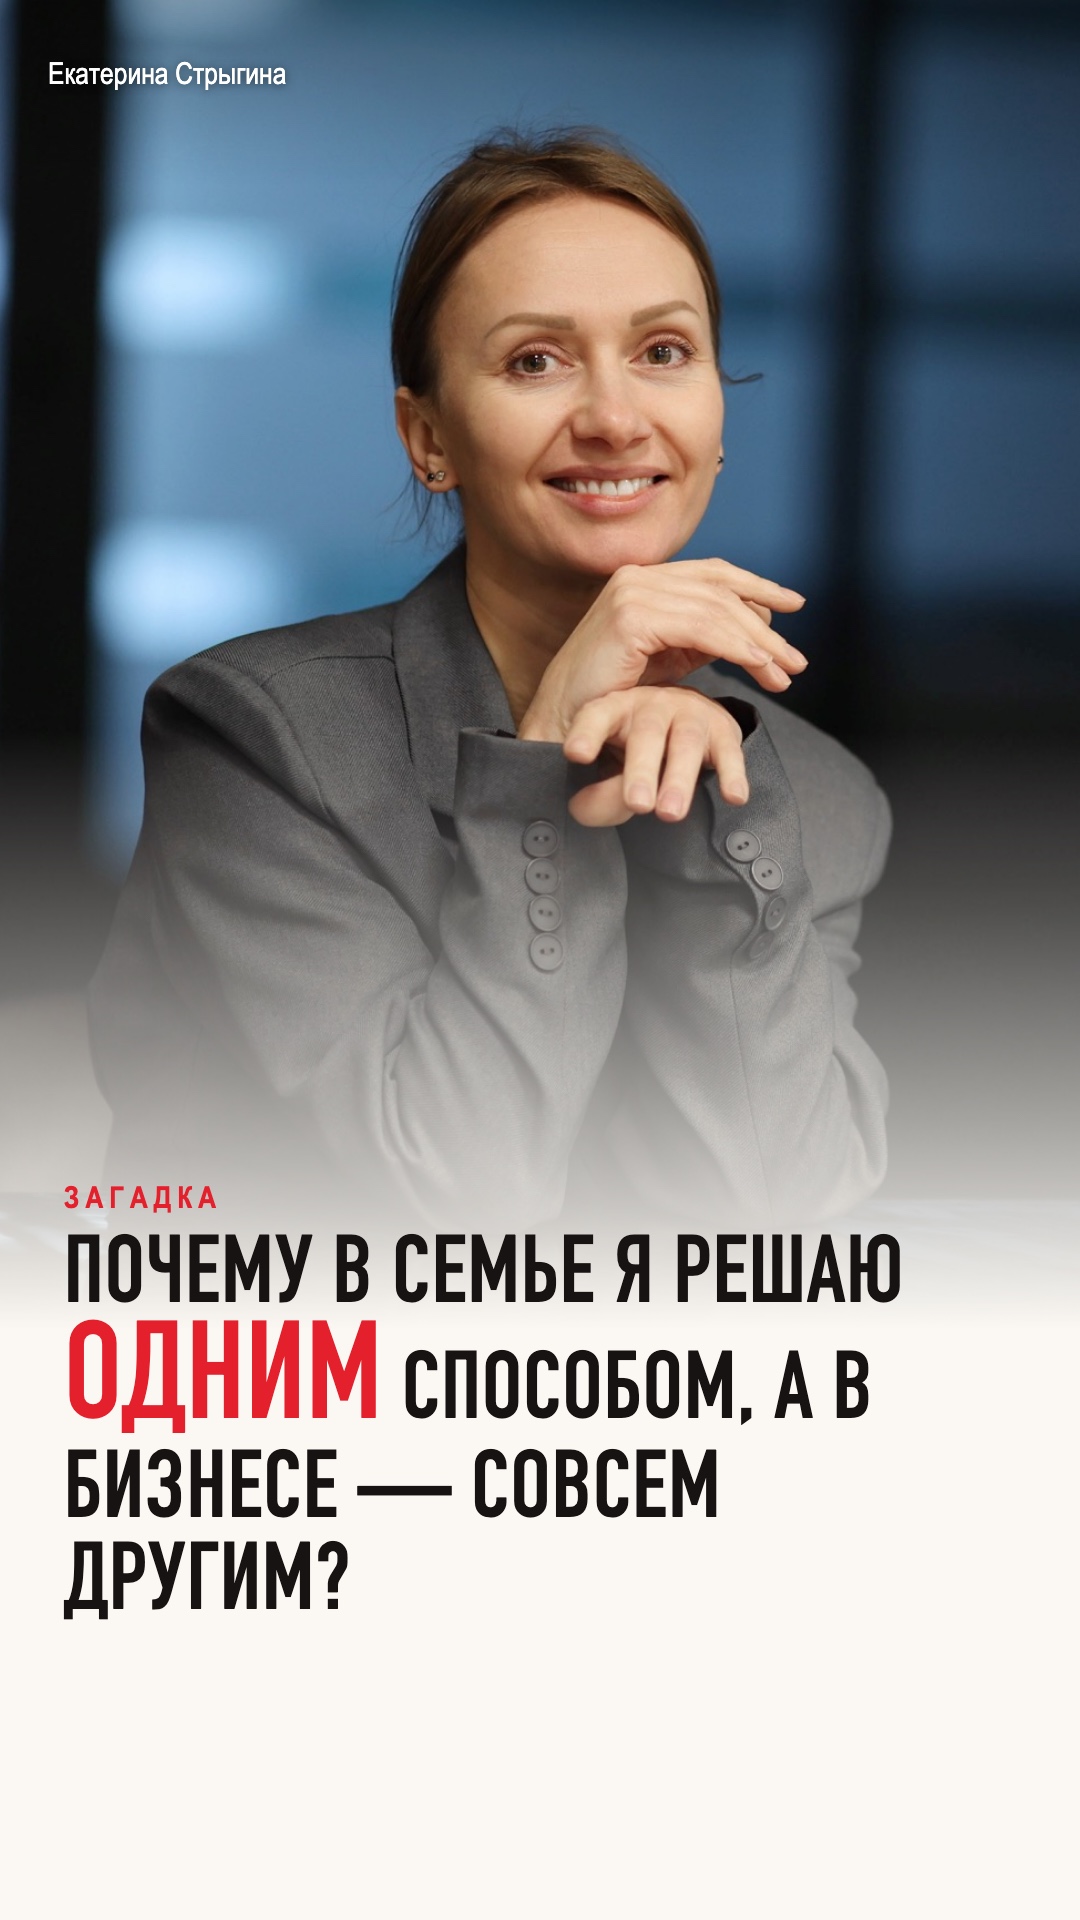 Екатерина Стрыгина
ЗАГАДКА
ПОЧЕМУ В СЕМЬЕ Я РЕШАЮ
ОДНИМ СПОСОБОМ, А В
БИЗНЕСЕ — СОВСЕМ
ДРУГИМ?